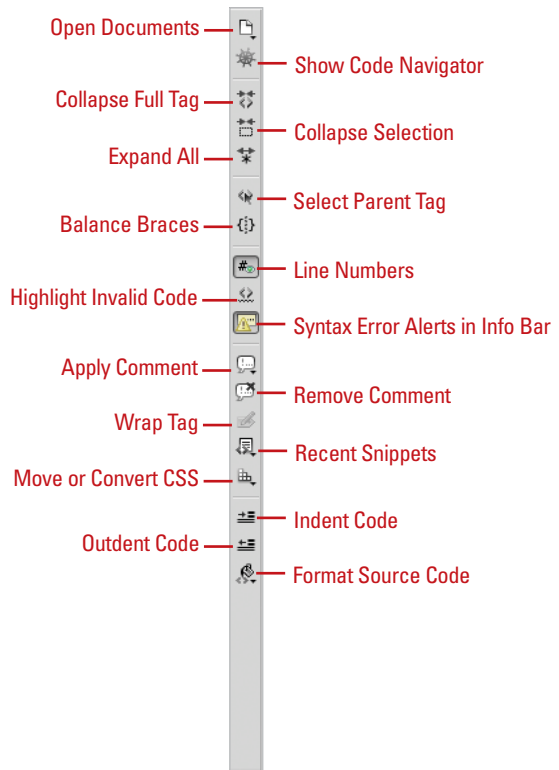 Open Documents
Show Code Navigator
Collapse Full Tag
Collapse Selection
Expand All
Select Parent Tag
Balance Braces
Line Numbers
Highlight Invalid Code
Syntax Error Alerts in Info Bar
Apply Comment
Remove Comment
Wrap Tag
Recent Snippets
Move or Convert CSS
Indent Code
Outdent Code
Format Source Code